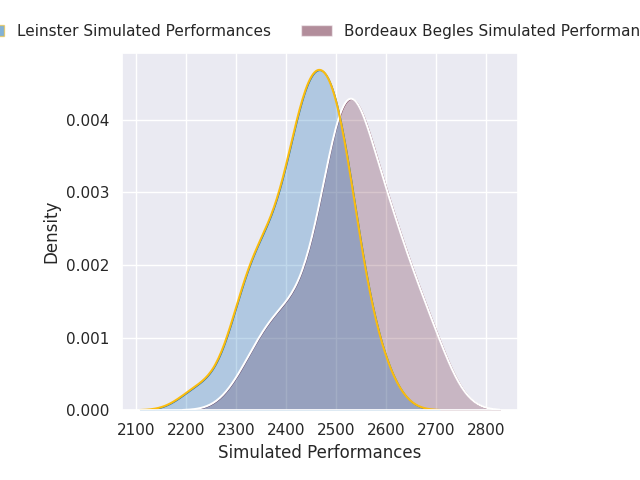 Leinster Simulated Performances
Bordeaux Begles Simulated Performan
0.004
0.003
0.002
0.001
0.000
Density
2100 2200 2300 2400 2500 2600 2700 2800
Simulated Performances